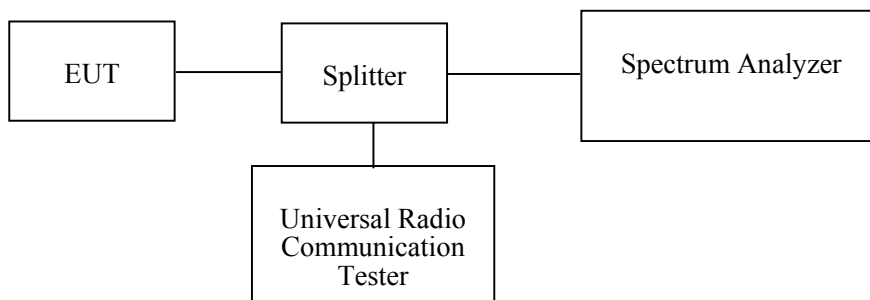 EUT
Splitter
Spectrum Analyzer
Universal Radio
Communication
Tester